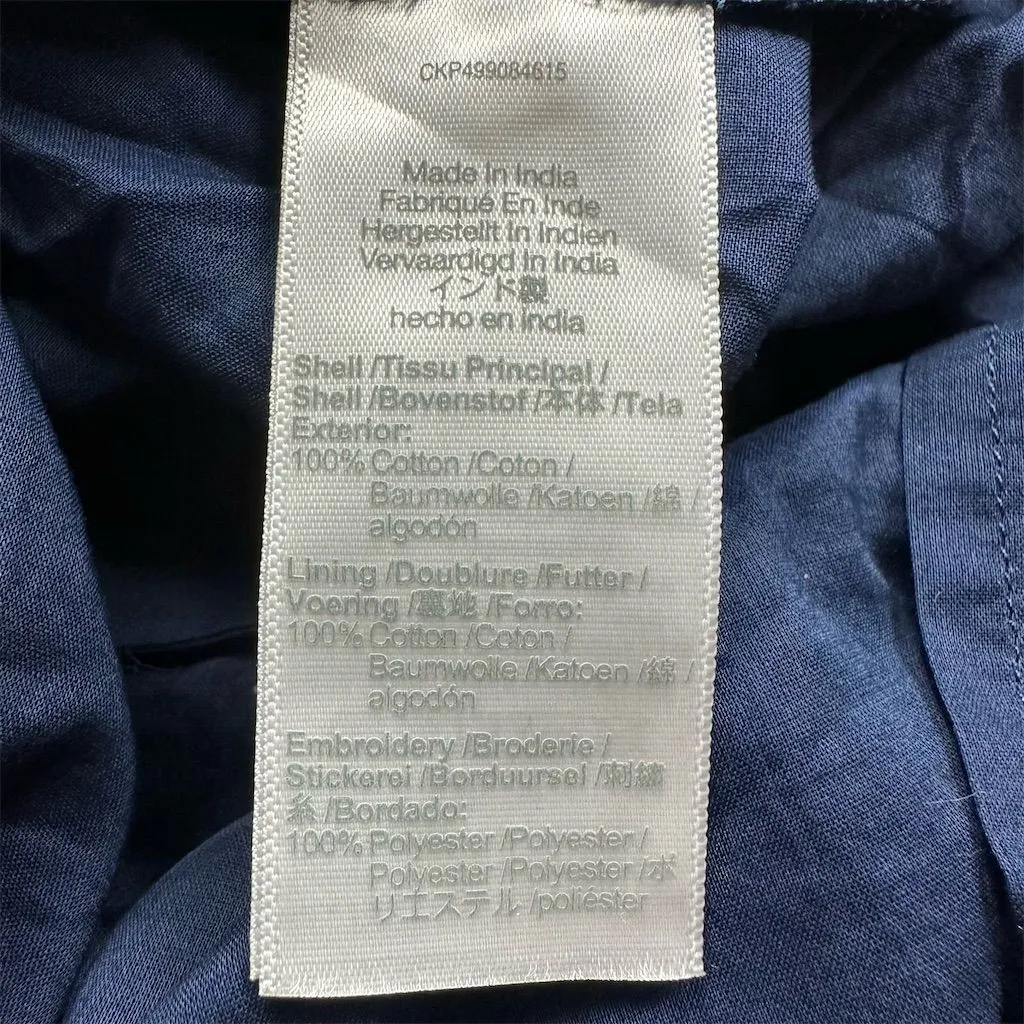 CKP499084615
Made In India
Fabriqué En Inde
Hergestellt In Indien
Vervaardigd In India
インド製
hecho en india
Shell /Tissu Principal /
Shell /Bovenstof /本体 /Tela
Exterior:
100% Cotton /Coton /
Baumwolle /Katoen /綿 /
algodón
Lining /Doublure /Futter /
Voering /裏地 /Forro:
100% Cotton /Coton /
Baumwolle /Katoen /綿 /
algodón
Embroidery /Broderie /
Stickerei /Borduursel /刺繍
糸 /Bordado:
100% Polyester /Polyester /
Polyester /Polyester /ポ
リエステル /poliéster